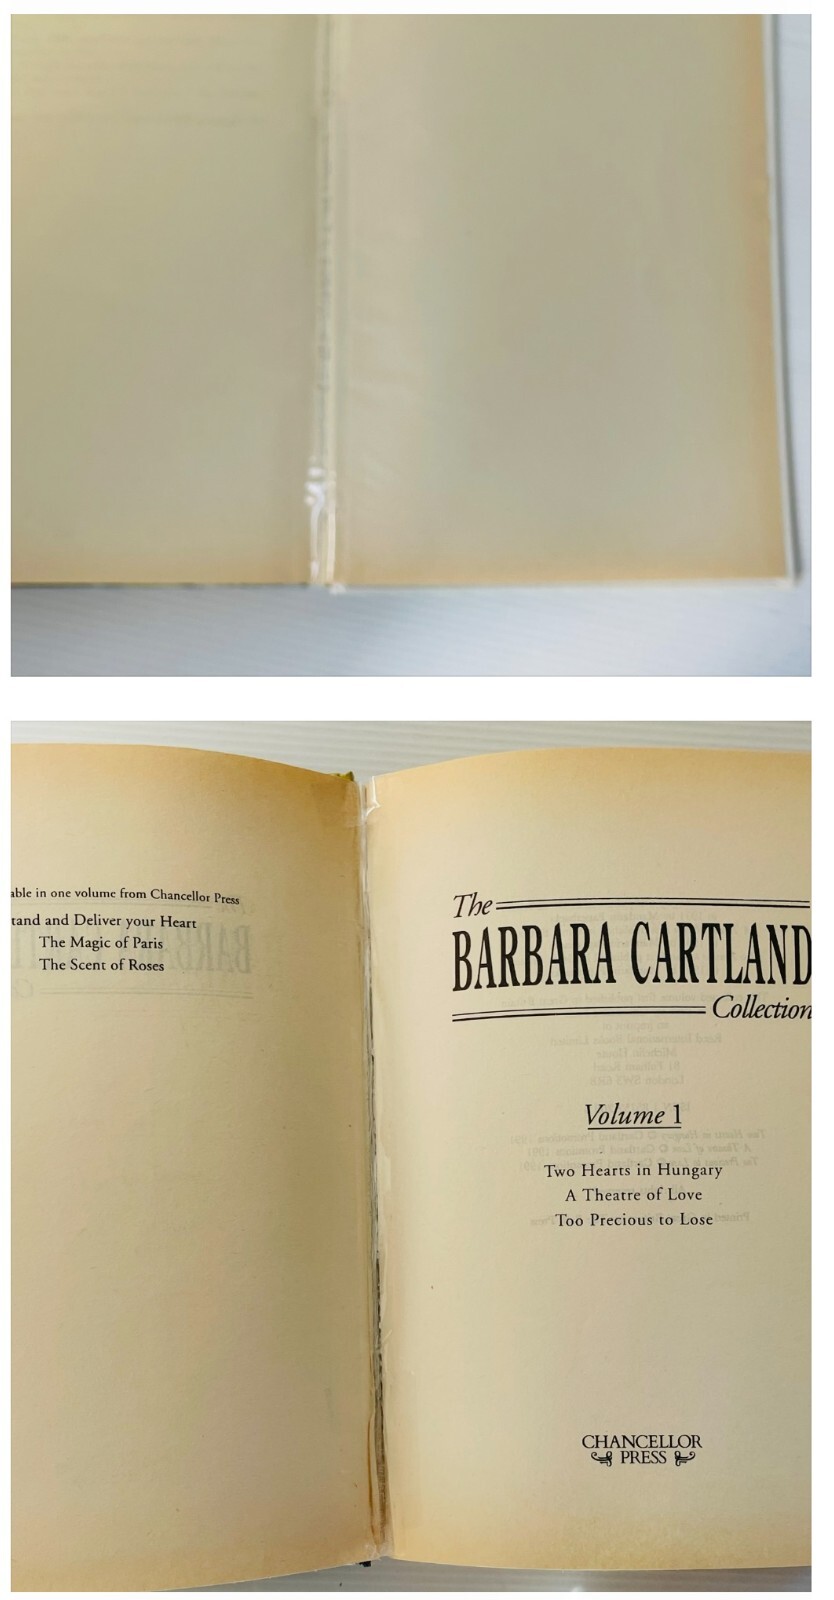 able in one volume from Chancellor Press
tand and Deliver your Heart
The Magic of Paris
The Scent of Roses
The
BARBARA CARTLAND
Collection
Volume 1
Two Hearts in Hungary
A Theatre of Love
Too Precious to Lose
CHANCELLOR
PRESS